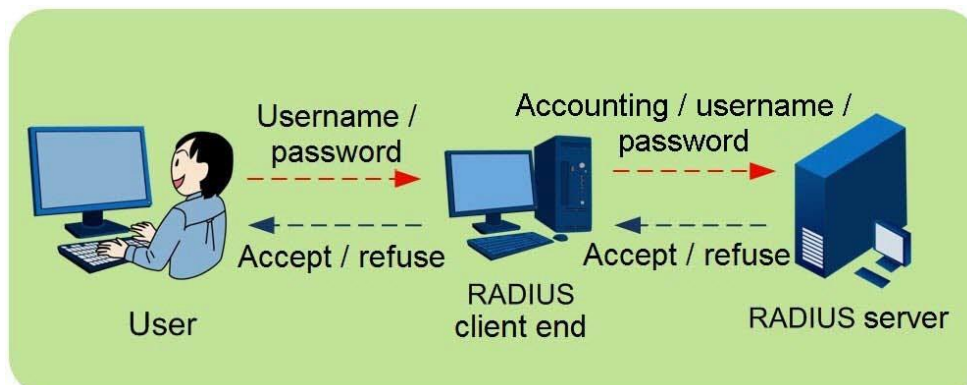 Username /
password
Accounting / username /
password
Accept / refuse
Accept / refuse
User
RADIUS
client end
RADIUS server